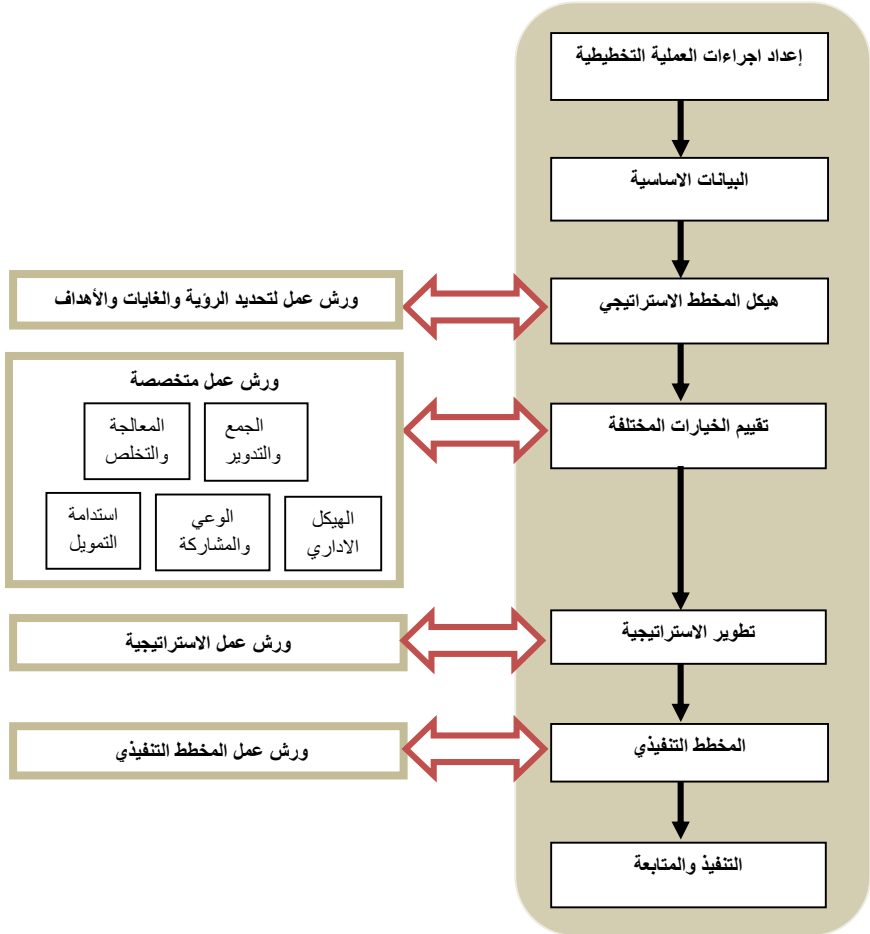 إعداد اجراءات العملية التخطيطية
البيانات الاساسية
هيكل المخطط الاستراتيجي
ورش عمل لتحديد الرؤية والغايات والأهداف
تقييم الخيارات المختلفة
ورش عمل متخصصة
الجمع
والتدوير
المعالجة
والتخلص
الهيكل
الاداري
الوعي
والمشاركة
استدامة
التمويل
تطوير الاستراتيجية
ورش عمل الاستراتيجية
المخطط التنفيذي
ورش عمل المخطط التنفيذي
التنفيذ والمتابعة